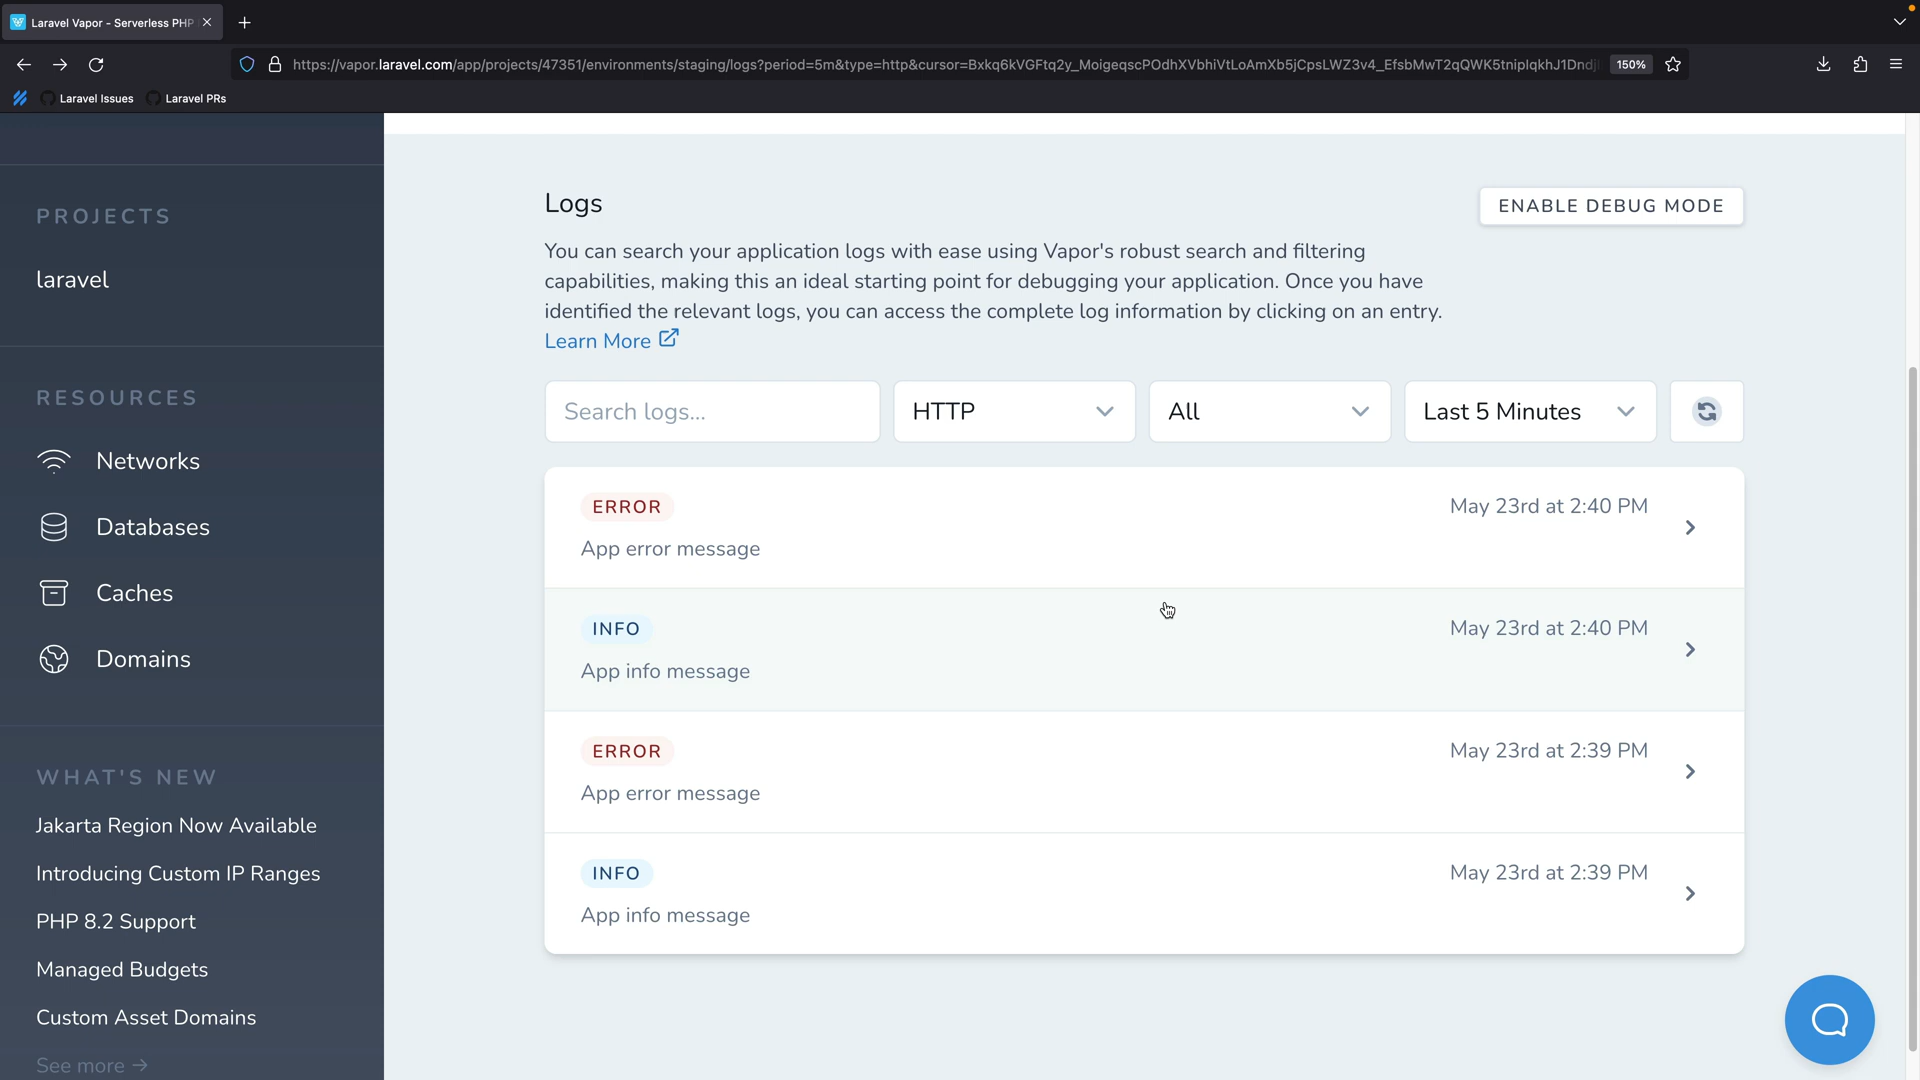 Laravel Vapor - Serverless PHP
https://vapor.laravel.com/app/projects/47351/environments/staging/logs?period=5m&type=http&cursor=
150%
Laravel Issues
Laravel PRs
PROJECTS
laravel
RESOURCES
Networks
Databases
Caches
Domains
WHAT'S NEW
Jakarta Region Now Available
Introducing Custom IP Ranges
PHP 8.2 Support
Managed Budgets
Custom Asset Domains
See more →
Logs
ENABLE DEBUG MODE
You can search your application logs with ease using Vapor's robust search and filtering
capabilities, making this an ideal starting point for debugging your application. Once you have
identified the relevant logs, you can access the complete log information by clicking on an entry.
Learn More
Search logs...
HTTP
All
Last 5 Minutes
ERROR
May 23rd at 2:40 PM
App error message
INFO
May 23rd at 2:40 PM
App info message
ERROR
May 23rd at 2:39 PM
App error message
INFO
May 23rd at 2:39 PM
App info message